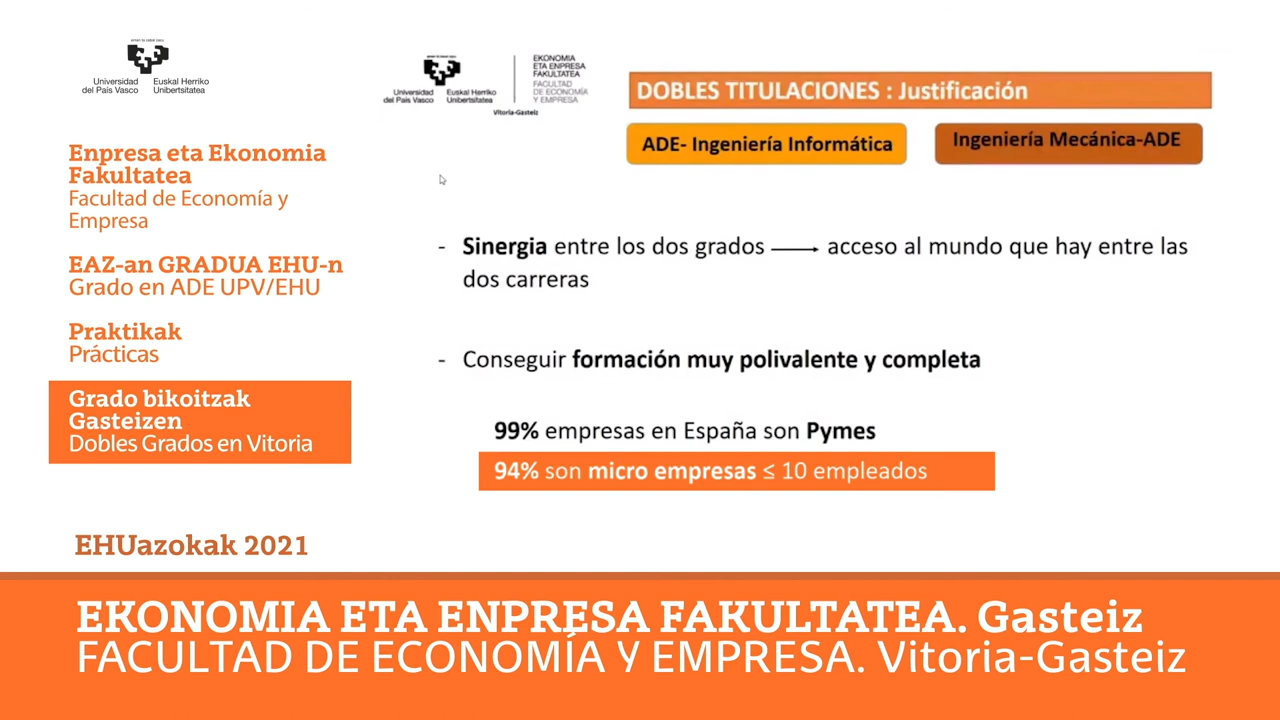 Universidad
del País Vasco
Euskal Herriko
Unibertsitatea
Universidad
del País Vasco
Euskal Herriko
Unibertsitatea
EKONOMIA
ETA ENPRESA
FAKULTATEA
FACULTAD
DE ECONOMÍA
Y EMPRESA
Vitoria-Gasteiz
DOBLES TITULACIONES : Justificación
ADE- Ingeniería Informática
Ingeniería Mecánica-ADE
Enpresa eta Ekonomia
Fakultatea
Facultad de Economía y
Empresa
EAZ-an GRADUA EHU-n
Grado en ADE UPV/EHU
Praktikak
Prácticas
Grado bikoitzak
Gasteizen
Dobles Grados en Vitoria
- Sinergia entre los dos grados → acceso al mundo que hay entre las
dos carreras
- Conseguir formación muy polivalente y completa
99% empresas en España son Pymes
94% son micro empresas ≤ 10 empleados
EHUazokak 2021
EKONOMIA ETA ENPRESA FAKULTATEA. Gasteiz
FACULTAD DE ECONOMÍA Y EMPRESA. Vitoria-Gasteiz